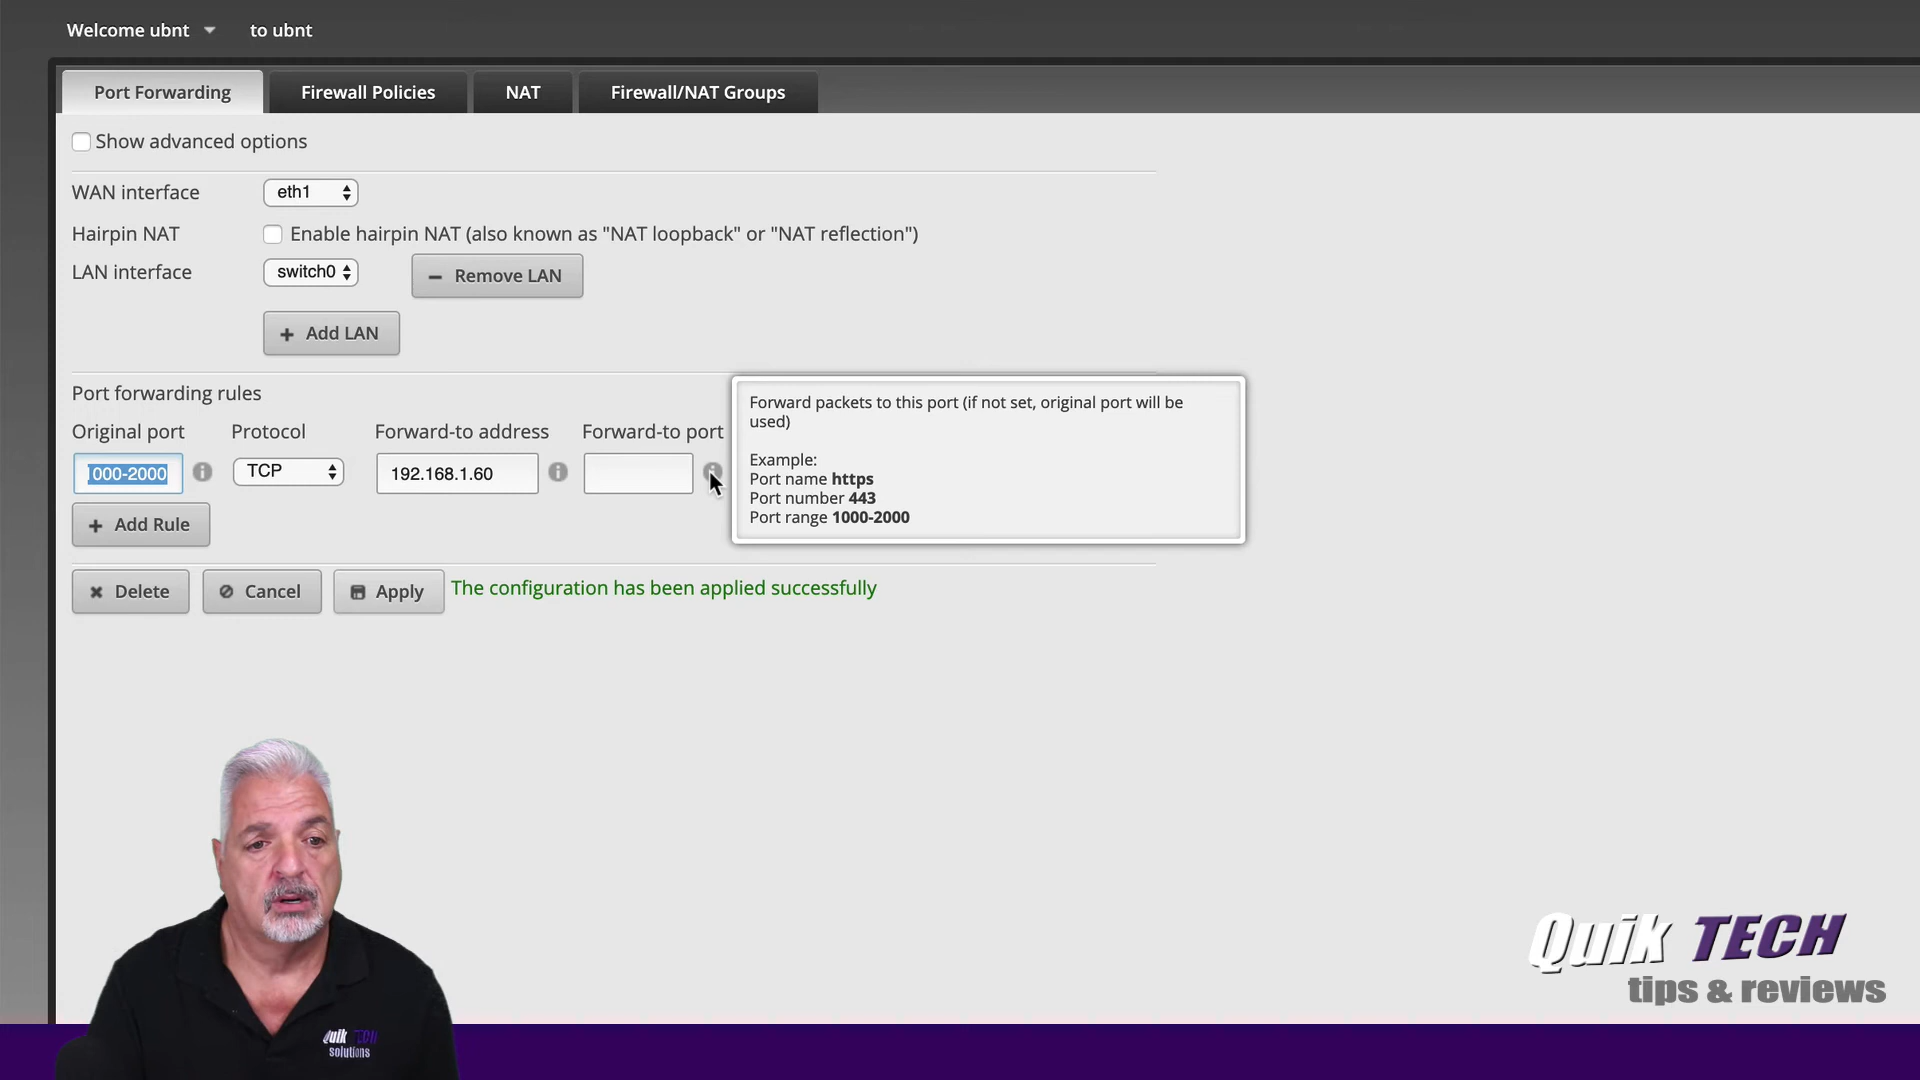 Welcome ubnt to ubnt
Port Forwarding Firewall Policies NAT Firewall/NAT Groups
Show advanced options
WAN interface eth1
Hairpin NAT Enable hairpin NAT (also known as "NAT loopback" or "NAT reflection")
LAN interface switch0 Remove LAN
Add LAN
Port forwarding rules
Original port Protocol Forward-to address Forward-to port
000-2000 TCP 192.168.1.60
Add Rule
Forward packets to this port (if not set, original port will be
used)
Example:
Port name https
Port number 443
Port range 1000-2000
Delete Cancel Apply The configuration has been applied successfully
Quik TECH
tips & reviews
Quik TECH
solutions